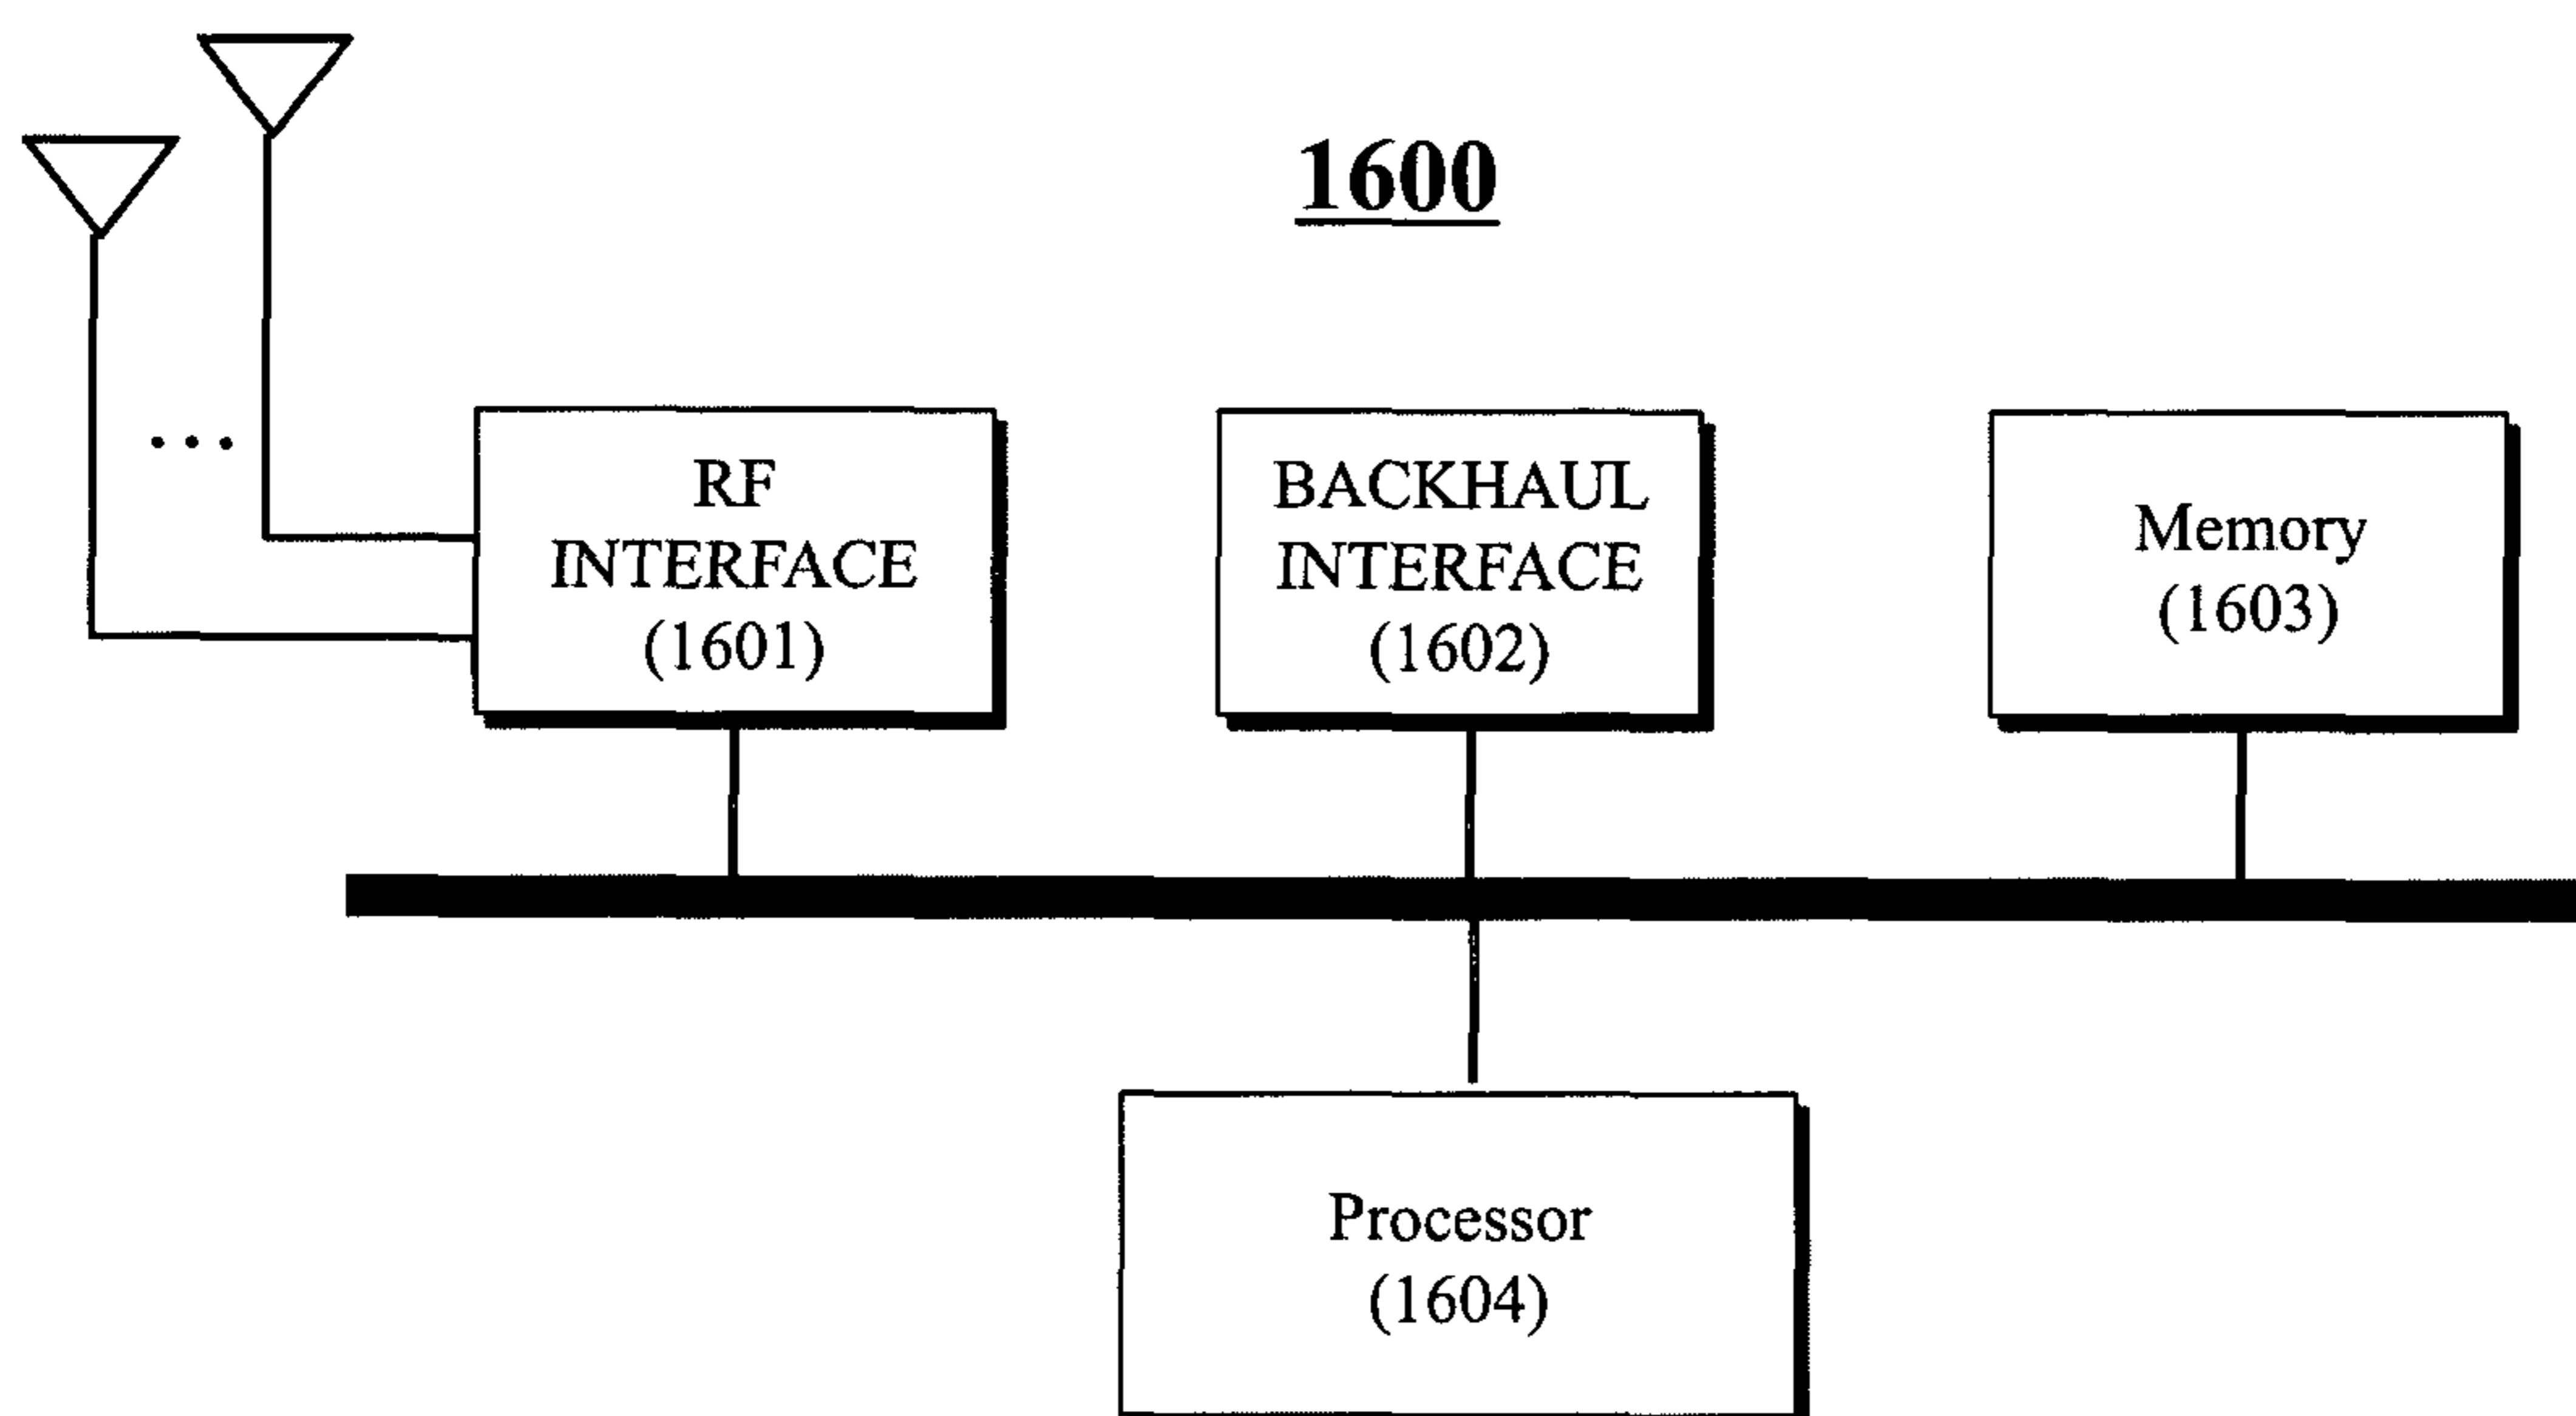 1600
RF
INTERFACE
(1601)
BACKHAUL
INTERFACE
(1602)
Memory
(1603)
Processor
(1604)